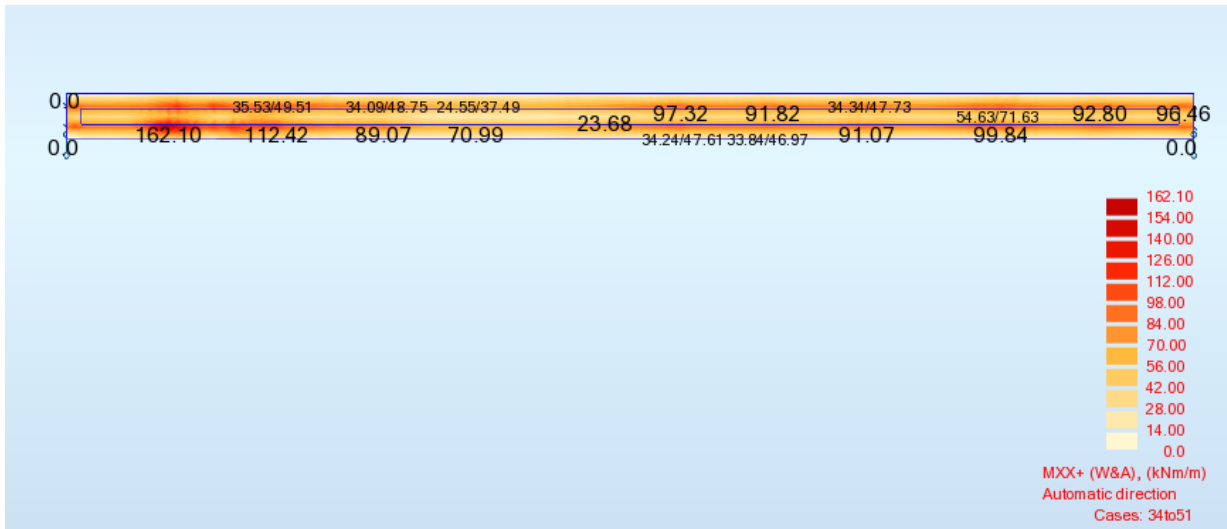 0.0 35.53/49.51 34.09/48.75 24.55/37.49 97.32 91.82 34.34/47.73 54.63/71.63 92.80 96.46
23.68
0.0 162.10 112.42 89.07 70.99 34.24/47.61 33.84/46.97 91.07 99.84 0.0
162.10
154.00
140.00
126.00
112.00
98.00
84.00
70.00
56.00
42.00
28.00
14.00
0.0
MXX+ (W&A), (kNm/m)
Automatic direction
Cases: 34to51